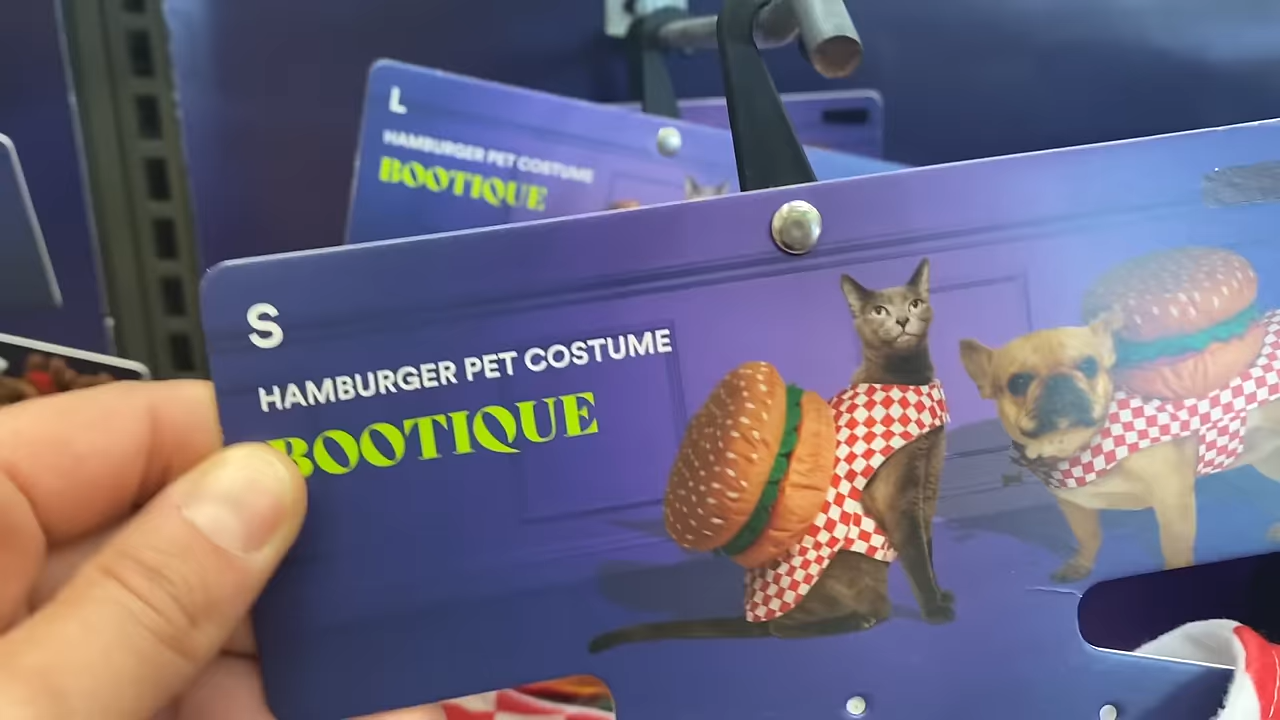 L
HAMBURGER PET COSTUME
BOOTIQUE
S
HAMBURGER PET COSTUME
BOOTIQUE